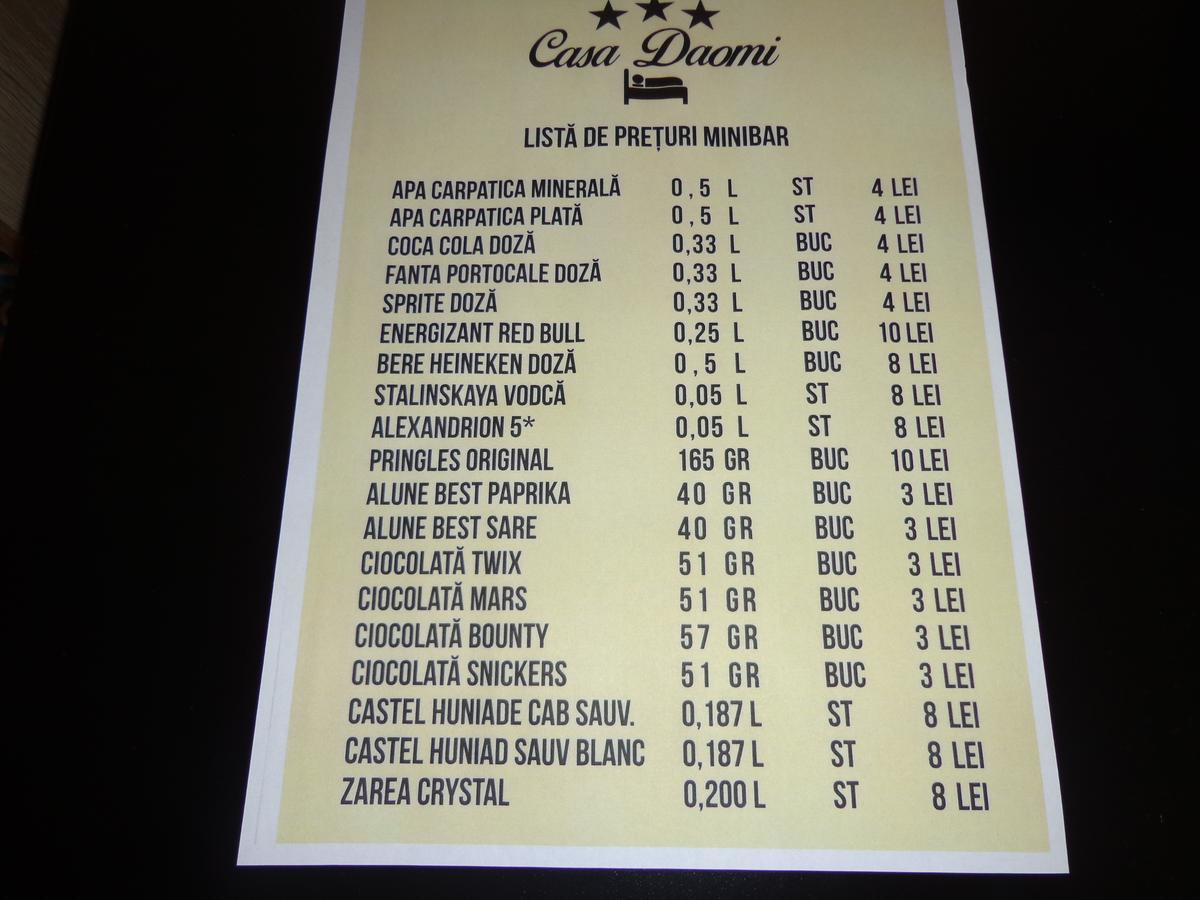 Casa Daomi
LISTĂ DE PREȚURI MINIBAR
APA CARPATICA MINERALĂ 0,5 L ST 4 LEI
APA CARPATICA PLATĂ 0,5 L ST 4 LEI
COCA COLA DOZĂ 0,33 L BUC 4 LEI
FANTA PORTOCALE DOZĂ 0,33 L BUC 4 LEI
SPRITE DOZĂ 0,33 L BUC 4 LEI
ENERGIZANT RED BULL 0,25 L BUC 10 LEI
BERE HEINEKEN DOZĂ 0,5 L BUC 8 LEI
STALINSKAYA VODCĂ 0,05 L ST 8 LEI
ALEXANDRION 5* 0,05 L ST 8 LEI
PRINGLES ORIGINAL 165 GR BUC 10 LEI
ALUNE BEST PAPRIKA 40 GR BUC 3 LEI
ALUNE BEST SARE 40 GR BUC 3 LEI
CIOCOLATĂ TWIX 51 GR BUC 3 LEI
CIOCOLATĂ MARS 51 GR BUC 3 LEI
CIOCOLATĂ BOUNTY 57 GR BUC 3 LEI
CIOCOLATĂ SNICKERS 51 GR BUC 3 LEI
CASTEL HUNIADE CAB SAUV. 0,187 L ST 8 LEI
CASTEL HUNIAD SAUV BLANC 0,187 L ST 8 LEI
ZAREA CRYSTAL 0,200 L ST 8 LEI